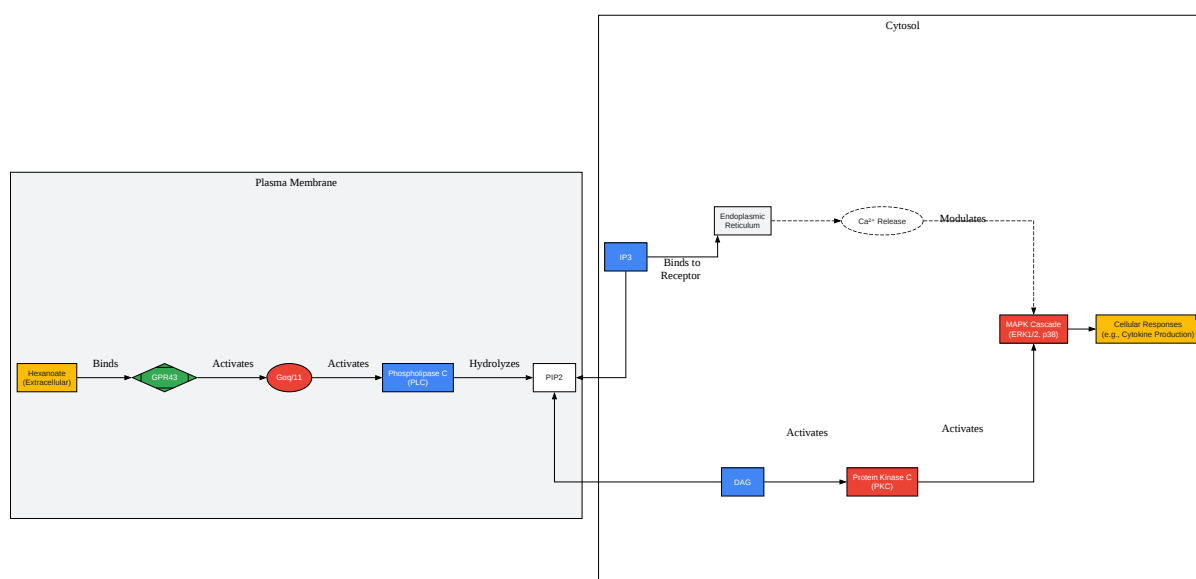 Cytosol
Plasma Membrane
Endoplasmic
Reticulum
Ca²⁺ Release
Modulates
IP3
Binds to
Receptor
MAPK Cascade
(ERK1/2, p38)
Cellular Responses
(e.g., Cytokine Production)
Hexanoate
(Extracellular)
Binds
GPR43
Activates
Gαq/11
Activates
Phospholipase C
(PLC)
Hydrolyzes
PIP2
Activates
Activates
DAG
Protein Kinase C
(PKC)